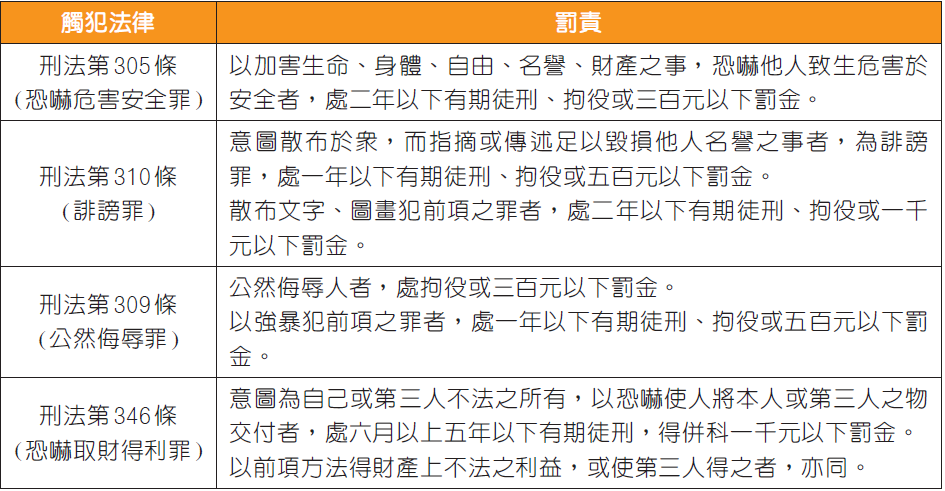 觸犯法律
罰責
刑法第305條
(恐嚇危害安全罪)
以加害生命、身體、自由、名譽、財產之事,恐嚇他人致生危害於
安全者,處二年以下有期徒刑、拘役或三百元以下罰金。
刑法第310條
(誹謗罪)
意圖散布於眾,而指摘或傳述足以毀損他人名譽之事者,為誹謗
罪,處一年以下有期徒刑、拘役或五百元以下罰金。
散布文字、圖畫犯前項之罪者,處二年以下有期徒刑、拘役或一千
元以下罰金。
刑法第309條
(公然侮辱罪)
公然侮辱人者,處拘役或三百元以下罰金。
以強暴犯前項之罪者,處一年以下有期徒刑、拘役或五百元以下罰
金。
刑法第346條
(恐嚇取財得利罪)
意圖為自己或第三人不法之所有,以恐嚇使人將本人或第三人之物
交付者,處六月以上五年以下有期徒刑,得併科一千元以下罰金。
以前項方法得財產上不法之利益,或使第三人得之者,亦同。